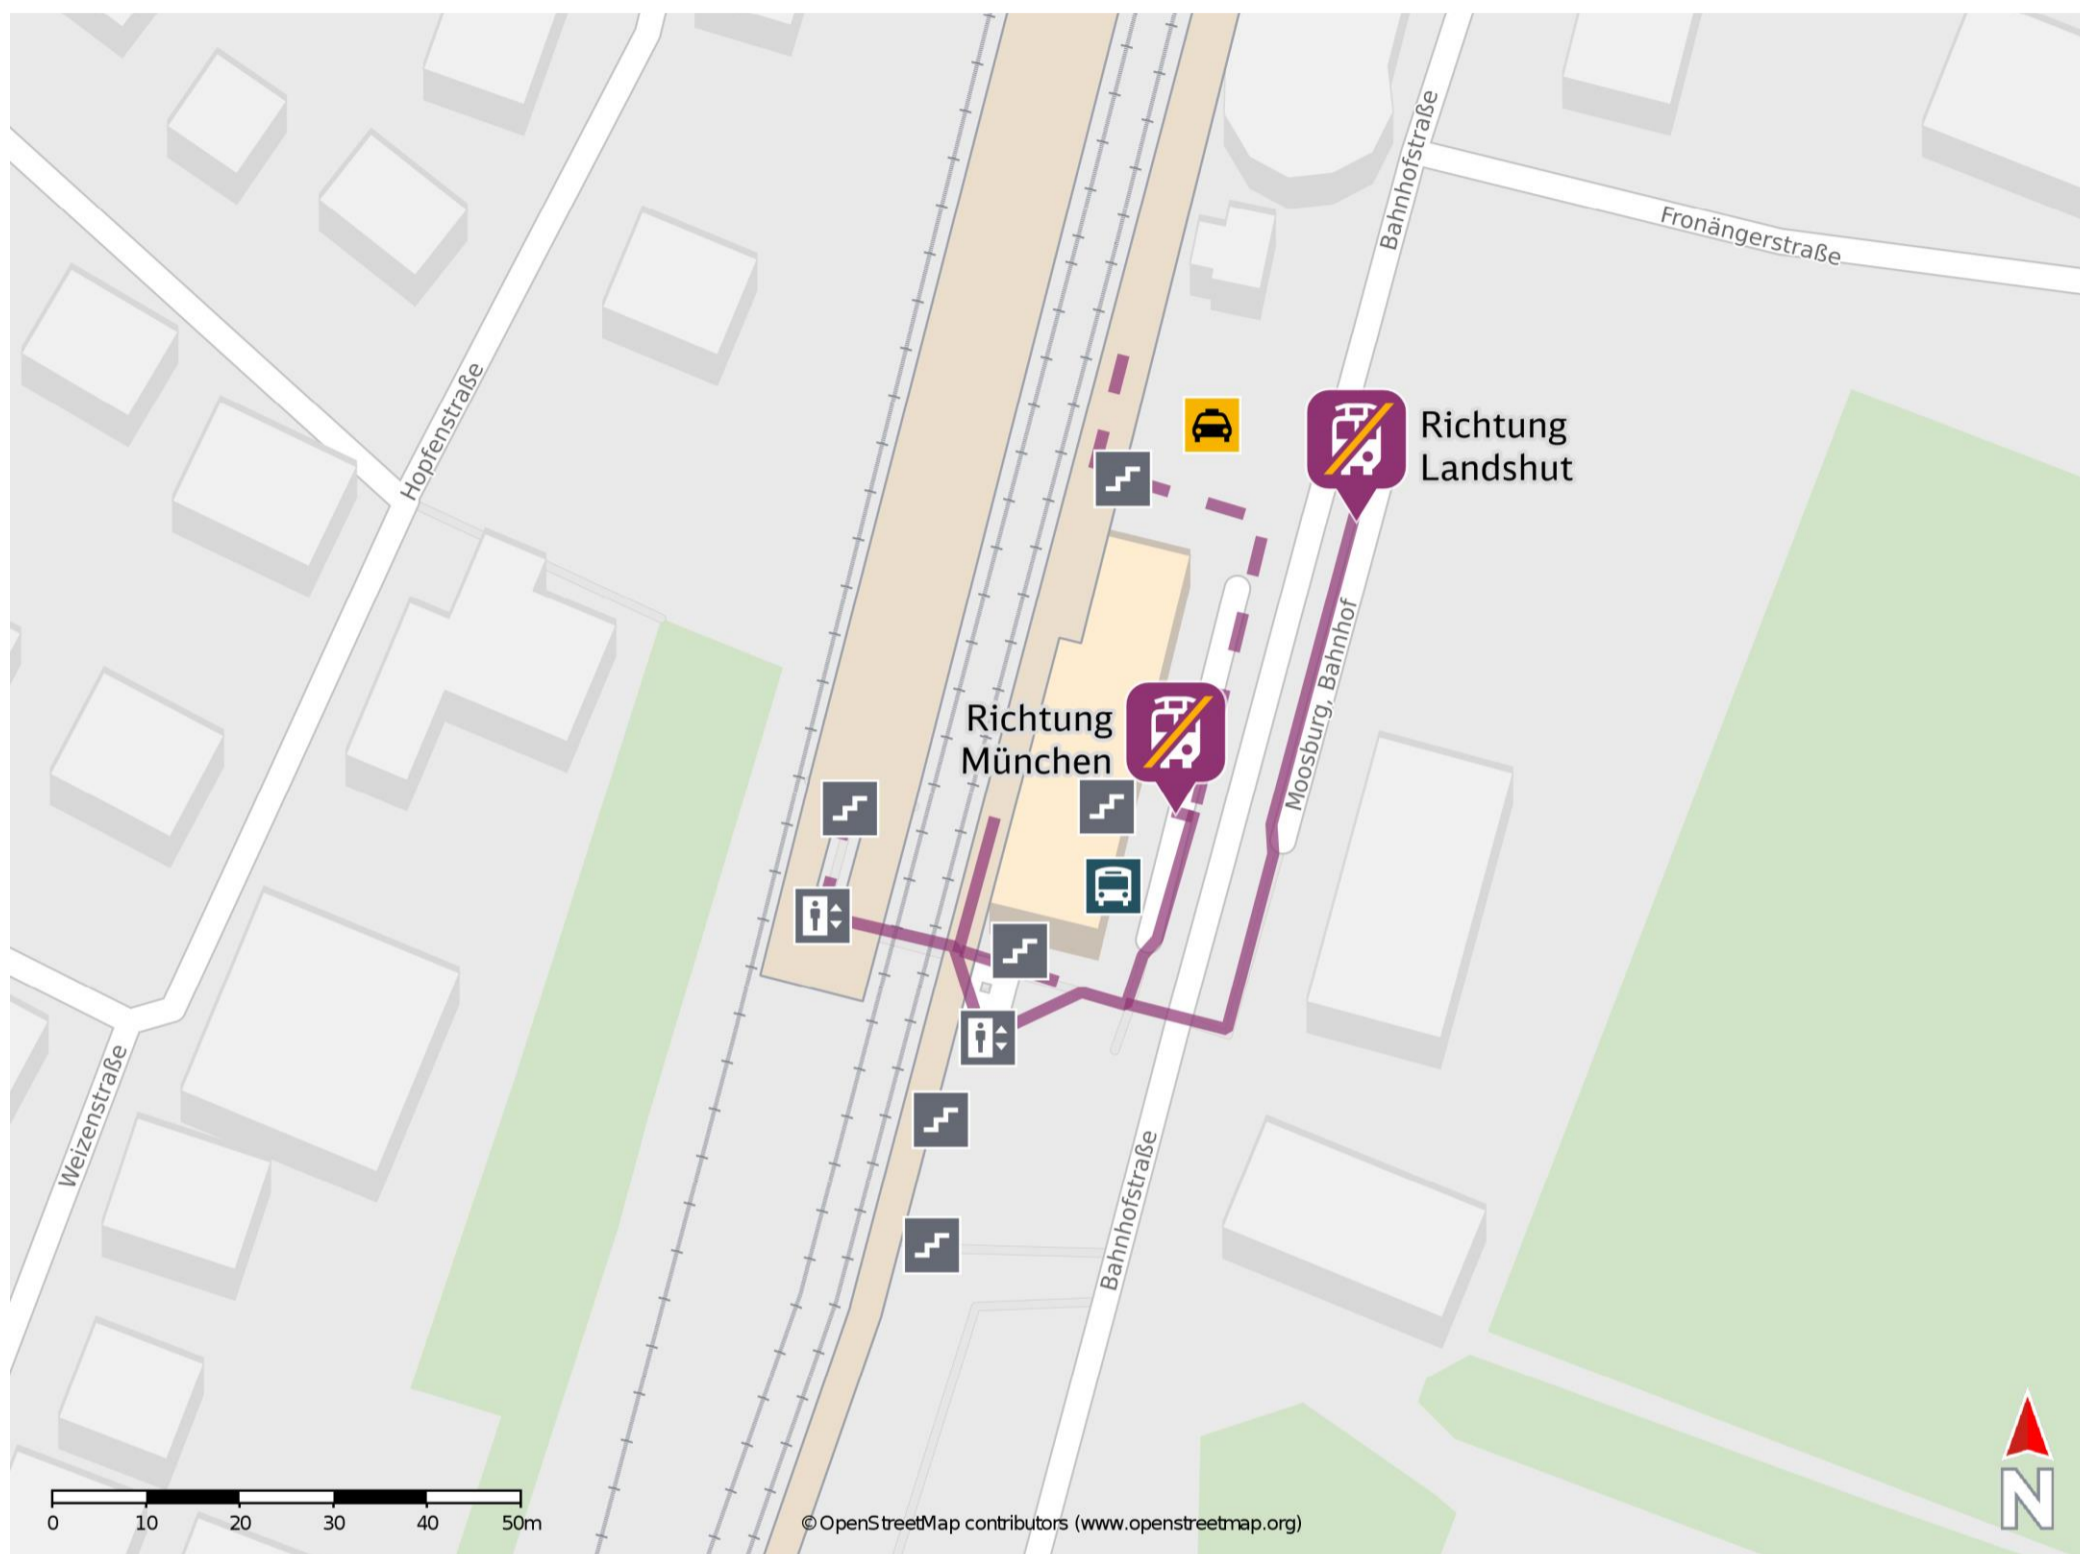 Bahnhofstraße
Fronängerstraße
Hopfenstraße
Richtung
Landshut
Moosburg, Bahnhof
Richtung
München
Weizenstraße
Bahnhofstraße
0 10 20 30 40 50m
© OpenStreetMap contributors (www.openstreetmap.org)
N